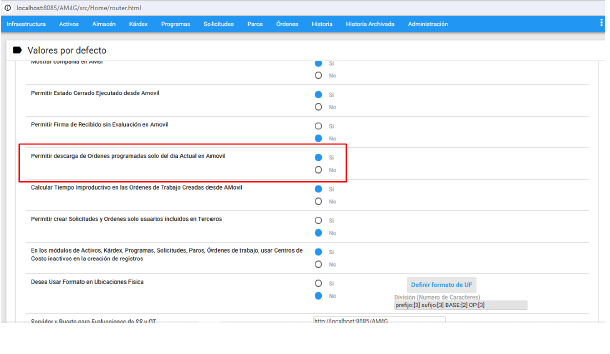 localhost:8085/AM4G/src/Home/router.html
Infraestructura Activos Almacén Kárdex Programas Solicitudes Paros Órdenes Historia Historia Archivada Administración
Valores por defecto
Mostrar compañía en AM4I
Si
No
Permitir Estado Cerrado Ejecutado desde Amovil
Si
No
Permitir Firma de Recibido sin Evaluación en Amovil
Si
No
Permitir descarga de Ordenes programadas solo del dia Actual en Amovil
Si
No
Calcular Tiempo improductivo en las Ordenes de Trabajo Creadas desde AMovil
Si
No
Permitir crear Solicitudes y Ordenes solo usuarios incluidos en Terceros
Si
No
En los módulos de Activos, Kárdex, Programas, Solicitudes, Paros, Órdenes de trabajo, usar Centros de
Costo inactivos en la creación de registros
Si
No
Desea Usar Formato en Ubicaciones Fisica
Si
No
Definir formato de UF
División (Numero de Caracteres)
prefijo:[3] sufijo:[3] BASE:[2] OP:[3]
Servidor y Puerto para Evaluaciones de SS y OT
http://localhost:8085/AM4G